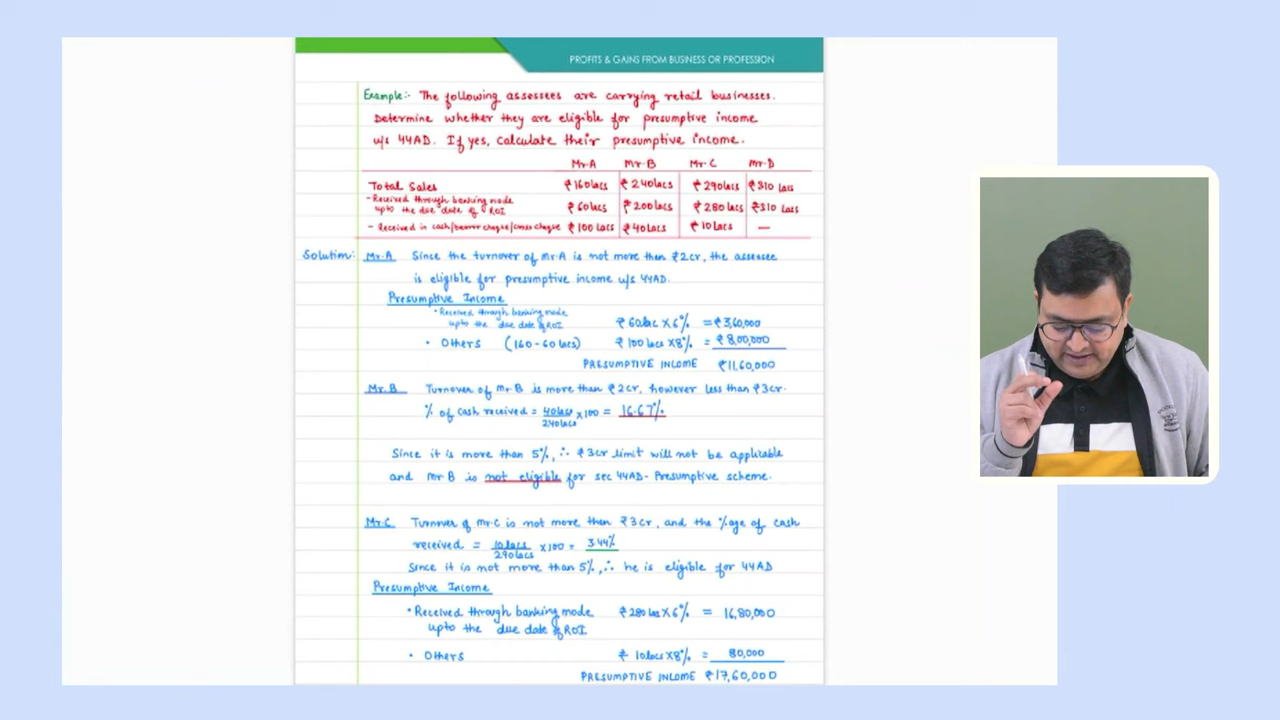 PROFITS & GAINS FROM BUSINESS OR PROFESSION
Example:- The following assessees are carrying retail businesses.
Determine whether they are eligible for presumptive income
u/s 44AD. If yes, calculate their presumptive income.
Mr.A Mr.B Mr.C Mr.D
Total Sales ₹160lacs ₹240lacs ₹290lacs ₹310 lacs
- Received through banking mode
upto the due date of ROI ₹60lacs ₹200lacs ₹280lacs ₹310 lacs
- Received in cash/bearer cheque/cross cheque ₹100 lacs ₹40lacs ₹10lacs —
Solution: Mr.A Since the turnover of Mr.A is not more than ₹2cr, the assessee
is eligible for presumptive income u/s 44AD.
Presumptive Income
• Received through banking mode
upto the due date of ROI ₹60lac x 6% = ₹3,60,000
• Others (160-60lacs) ₹100 lacs x8% = ₹8,00,000
PRESUMPTIVE INCOME ₹11,60,000
Mr.B Turnover of Mr B is more than ₹2cr, however less than ₹3cr.
% of cash received = 40lacs/240lacs x100 = 16.67%
Since it is more than 5%, ∴ ₹3cr limit will not be applicable
and Mr B is not eligible for sec 44AD- Presumptive scheme.
Mr.C Turnover of Mr.C is not more than ₹3cr, and the %age of cash
received = 10lacs/290lacs x100 = 3.44%
Since it is not more than 5%, ∴ he is eligible for 44AD
Presumptive Income
• Received through banking mode ₹280lacs x 6% = 16,80,000
upto the due date of ROI
• Others ₹10lacs x8% = 80,000
PRESUMPTIVE INCOME ₹17,60,000